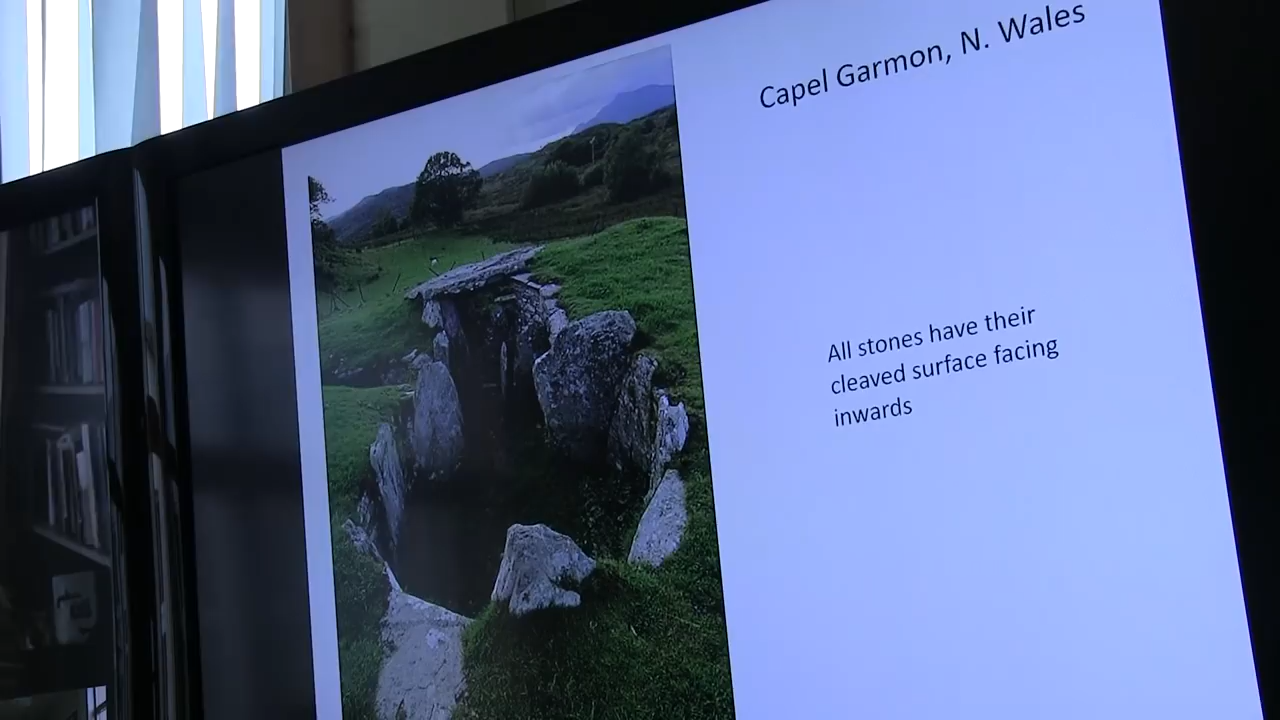 Capel Garmon, N. Wales
All stones have their
cleaved surface facing
inwards